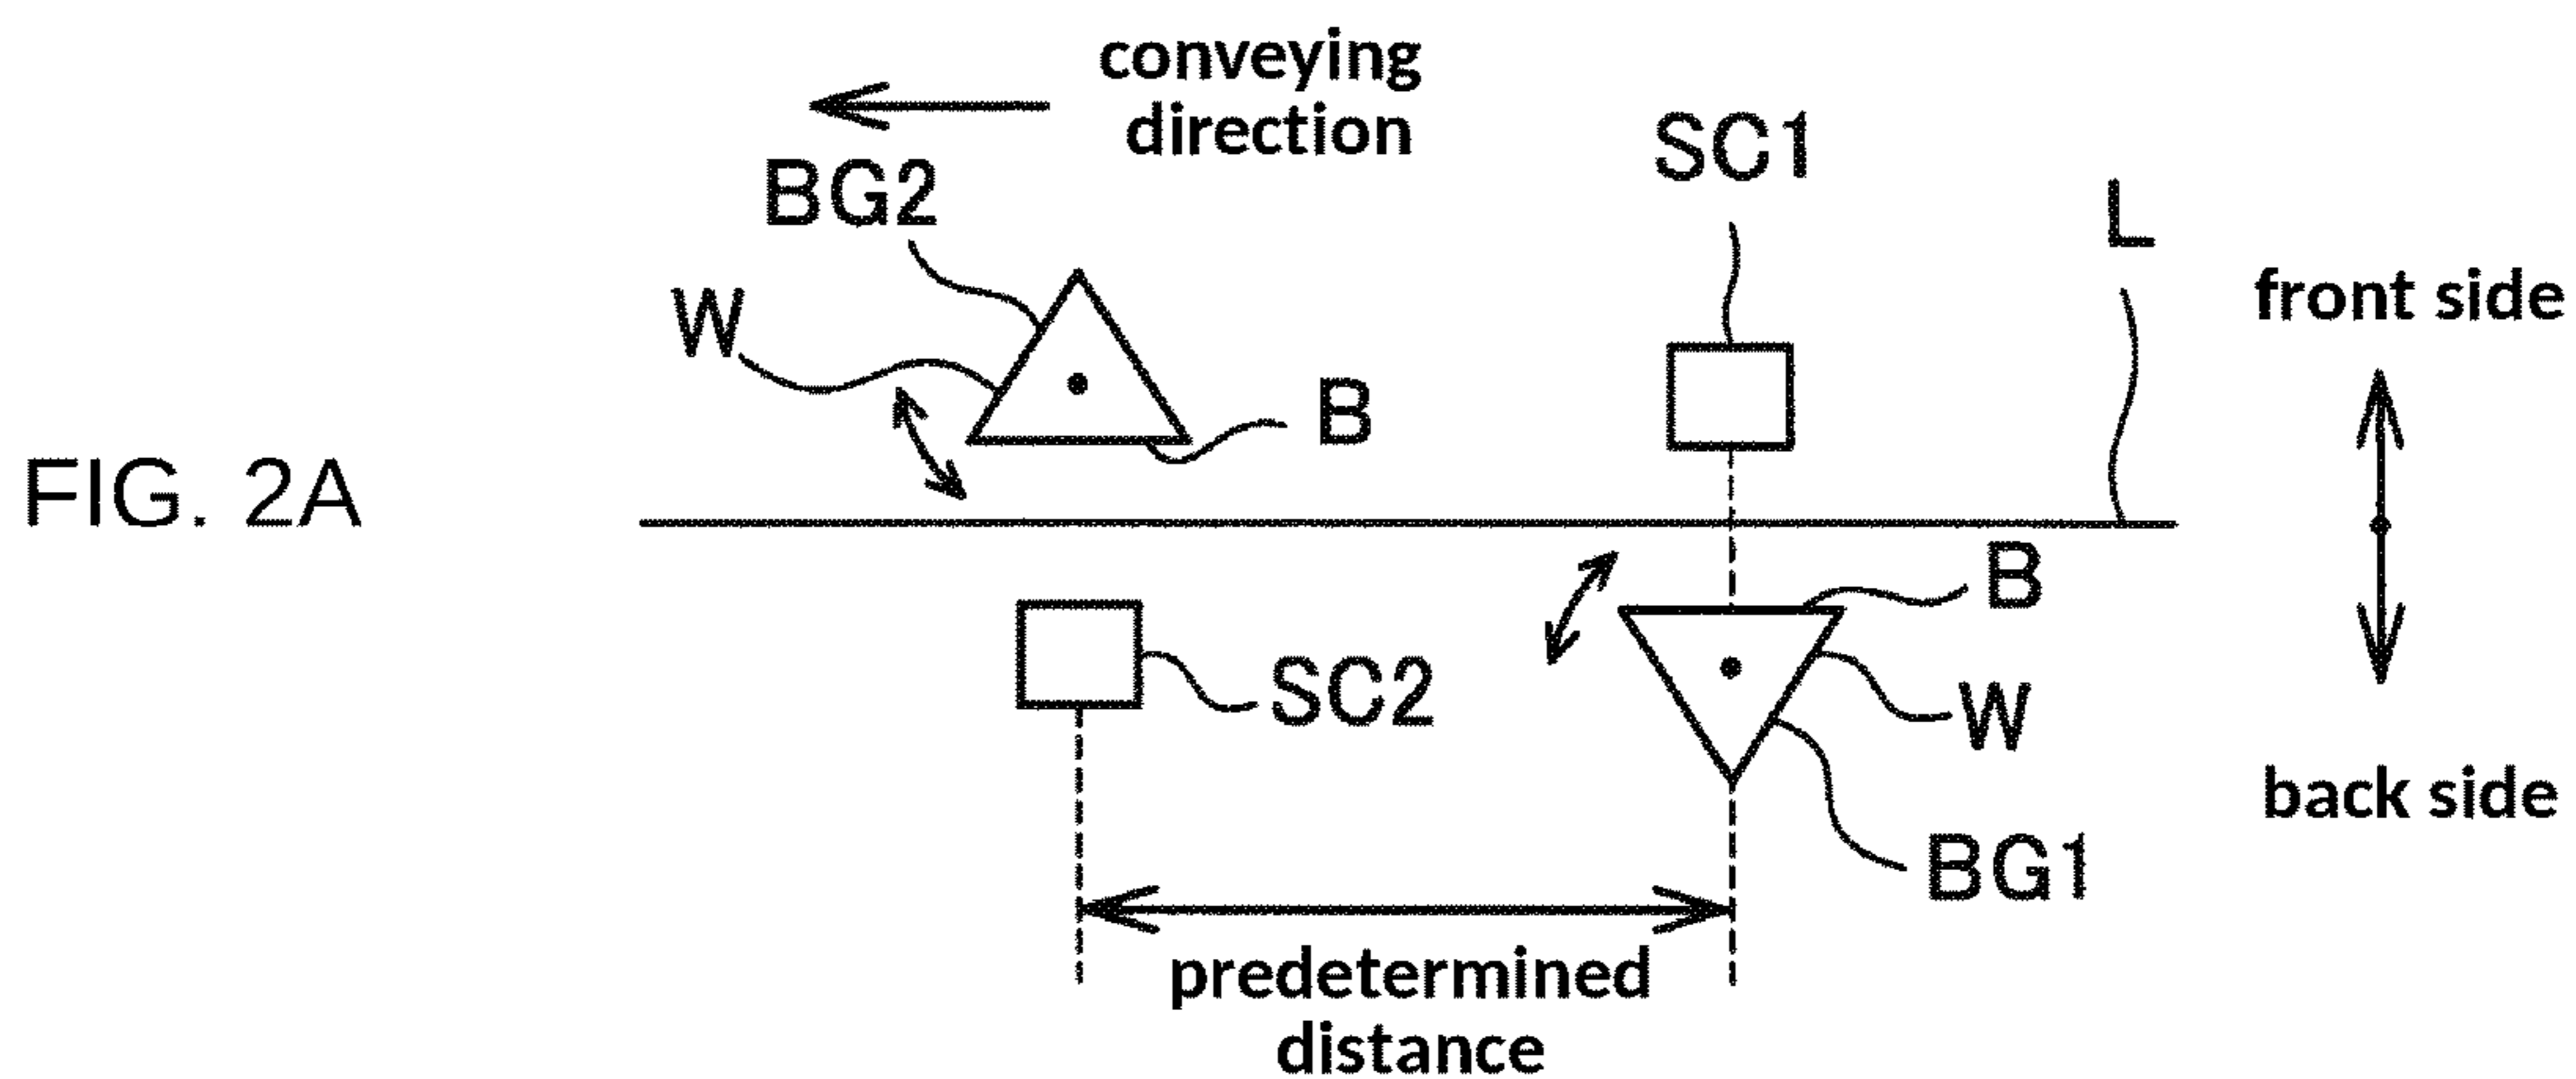 conveying
direction
BG2
SC1
L
W
front side
B
FIG. 2A
B
SC2
W
back side
BG1
predetermined
distance